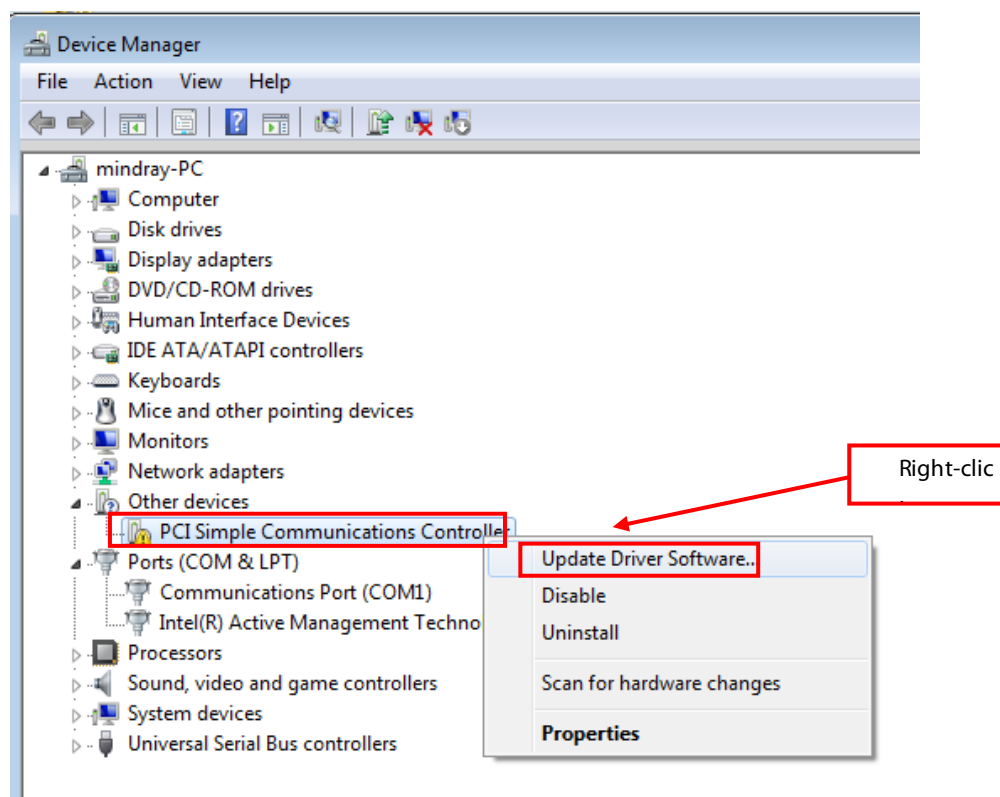 Device Manager
File Action View Help
mindray-PC
Computer
Disk drives
Display adapters
DVD/CD-ROM drives
Human Interface Devices
IDE ATA/ATAPI controllers
Keyboards
Mice and other pointing devices
Monitors
Network adapters
Right-clic
Other devices
PCI Simple Communications Controller
Ports (COM & LPT)
Communications Port (COM1)
Intel(R) Active Management Techno
Processors
Sound, video and game controllers
System devices
Universal Serial Bus controllers
Update Driver Software..
Disable
Uninstall
Scan for hardware changes
Properties